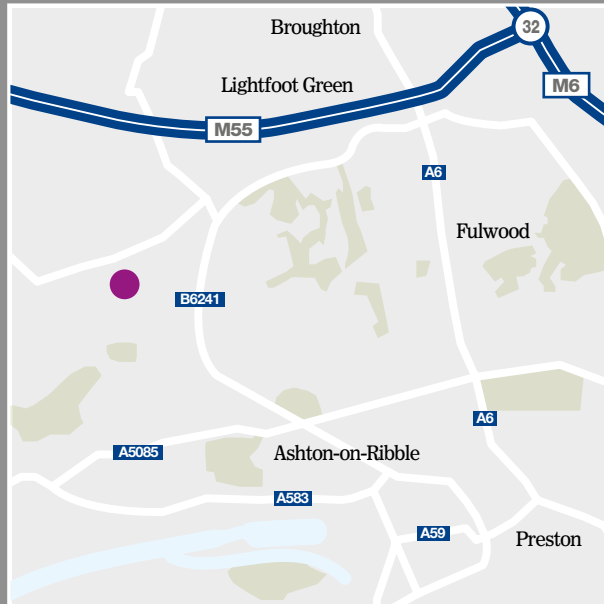 Broughton
32
Lightfoot Green
M6
M55
A6
Fulwood
B6241
A6
A5085
Ashton-on-Ribble
A583
A59
Preston